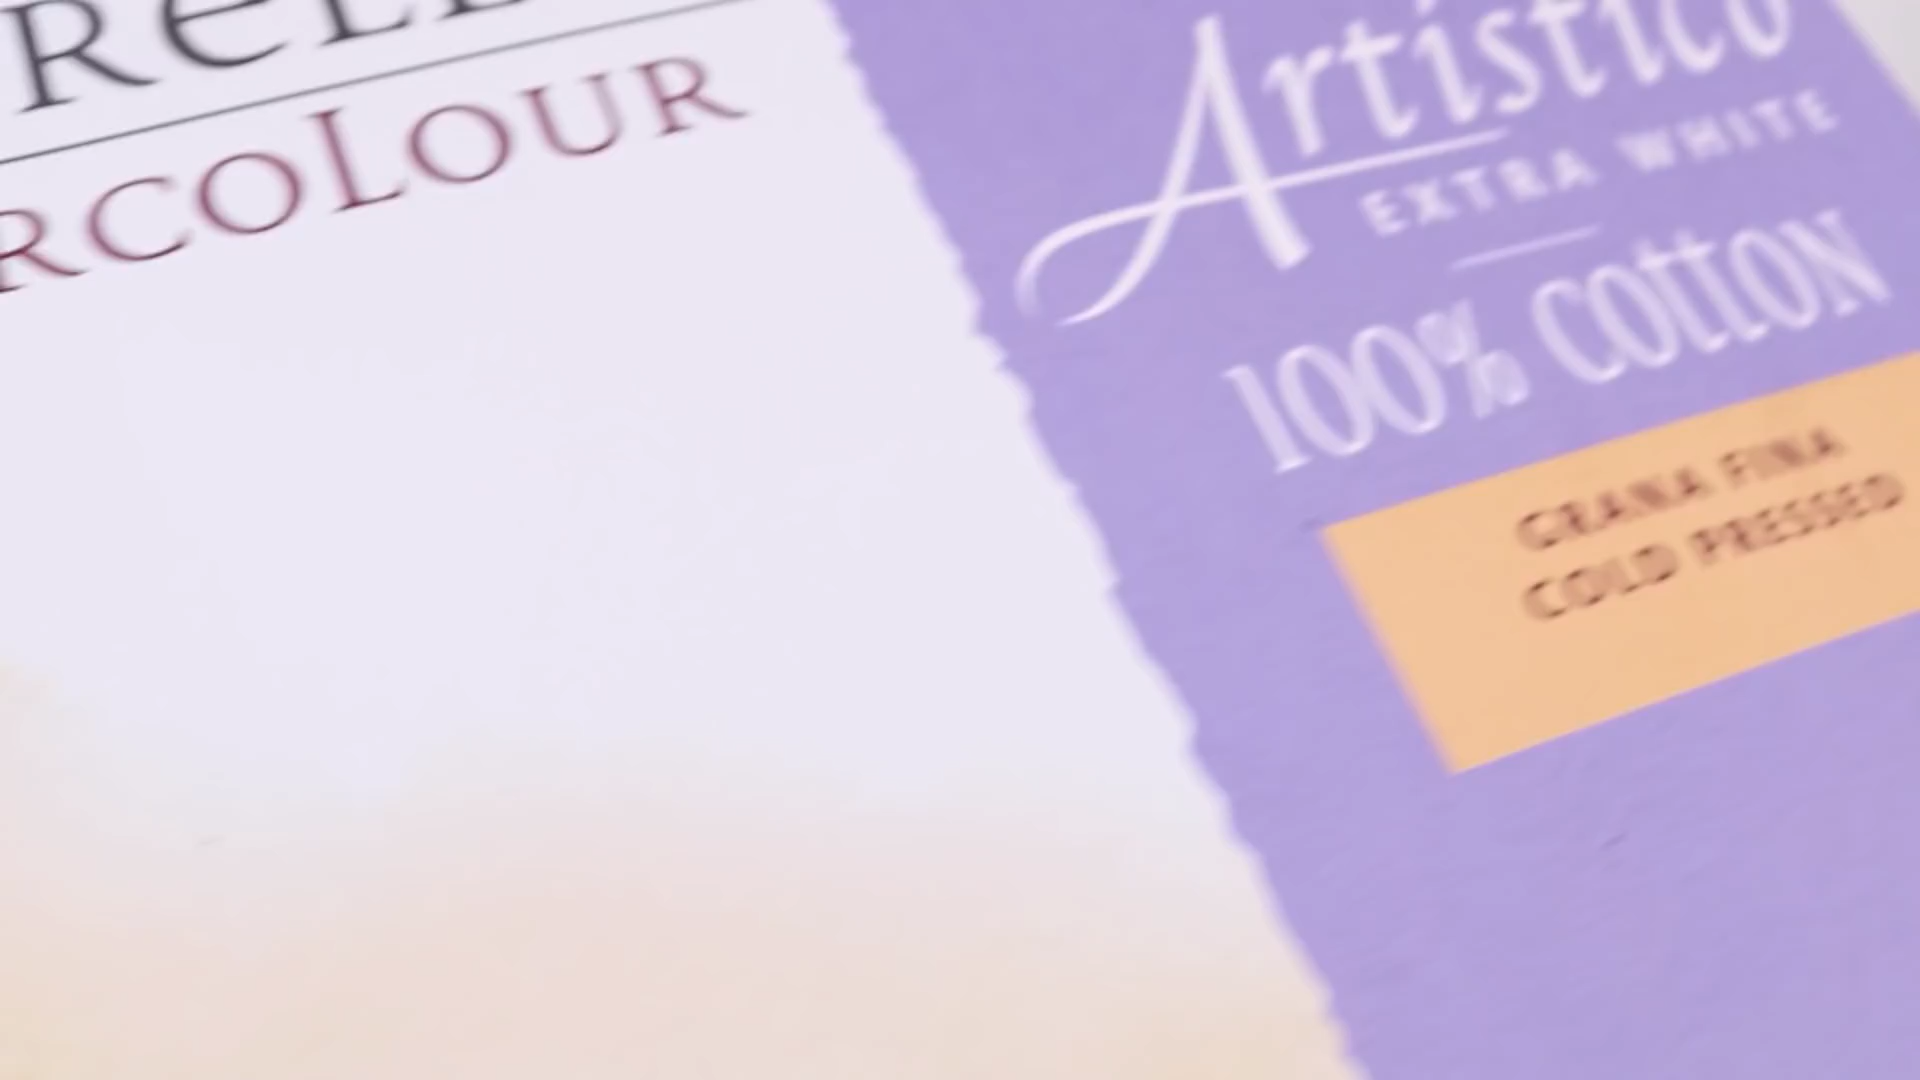 RCOLOUR
Artistico
EXTRA WHITE
100% COTTON
GRANA FINA
COLD PRESSED